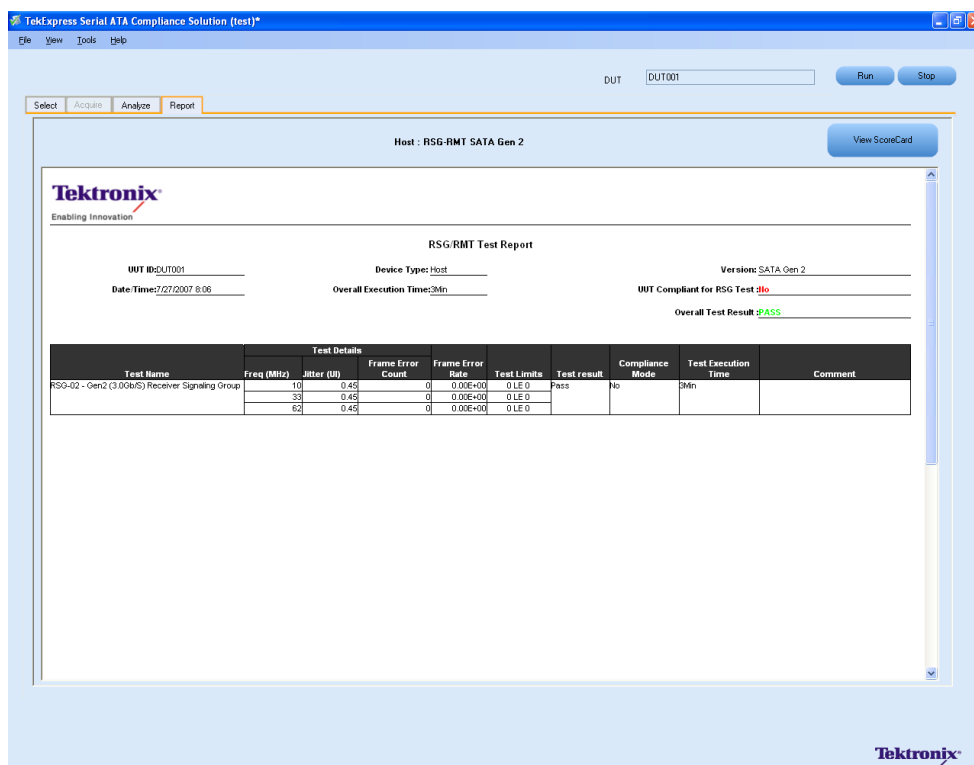 TekExpress Serial ATA Compliance Solution (test)*
File View Tools Help
DUT DUT001 Run Stop
Select Acquire Analyze Report
Host : RSG-RMT SATA Gen 2
View ScoreCard
Tektronix
Enabling Innovation
RSG/RMT Test Report
UUT ID:DUT001 Device Type: Host Version: SATA Gen 2
Date/Time:7/27/2007 8:06 Overall Execution Time:3Min UUT Compliant for RSG Test :No
Overall Test Result :PASS
Test Details
Test Name Freq (MHz) Jitter (UI) Frame Error Count Frame Error Rate Test Limits Test result Compliance Mode Test Execution Time Comment
RSG-02 - Gen2 (3.0Gb/S) Receiver Signaling Group 10 0.45 0 0.00E+00 0 LE 0 Pass No 3Min
33 0.45 0 0.00E+00 0 LE 0
62 0.45 0 0.00E+00 0 LE 0
Tektronix